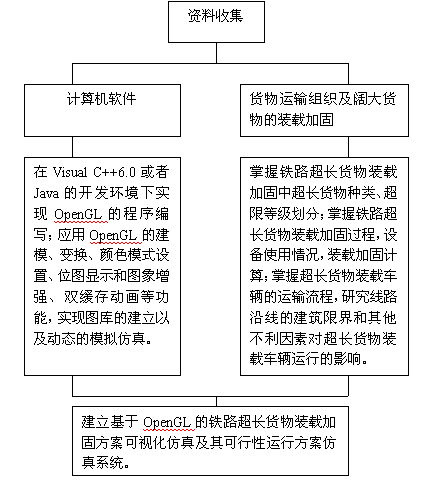 资料收集
计算机软件
货物运输组织及阔大货
物的装载加固
在 Visual C++6.0 或者
Java 的开发环境下实
现 OpenGL 的程序编
写；应用 OpenGL 的建
模、变换、颜色模式设
置、位图显示和图象增
强、双缓存动画等功
能，实现图库的建立以
及动态的模拟仿真。
掌握铁路超长货物装载
加固中超长货物种类、超
限等级划分；掌握铁路超
长货物装载加固过程，设
备使用情况，装载加固计
算；掌握超长货物装载车
辆的运输流程，研究线路
沿线的建筑限界和其他
不利因素对超长货物装
载车辆运行的影响。
建立基于 OpenGL 的铁路超长货物装载加
固方案可视化仿真及其可行性运行方案仿
真系统。